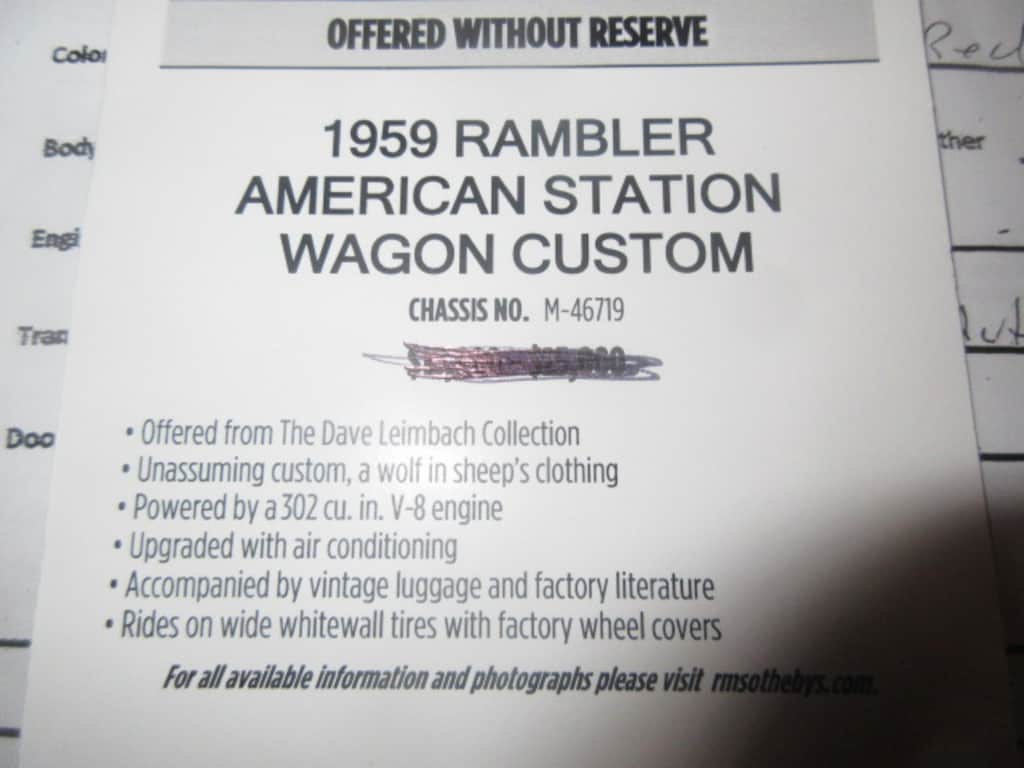 OFFERED WITHOUT RESERVE
1959 RAMBLER
AMERICAN STATION
WAGON CUSTOM
CHASSIS NO. M-46719
• Offered from The Dave Leimbach Collection
• Unassuming custom, a wolf in sheep's clothing
• Powered by a 302 cu. in. V-8 engine
• Upgraded with air conditioning
• Accompanied by vintage luggage and factory literature
• Rides on wide whitewall tires with factory wheel covers
For all available information and photographs please visit rmsothebys.com.
Color
Body
Engi
Tran
Doo
Red
ther